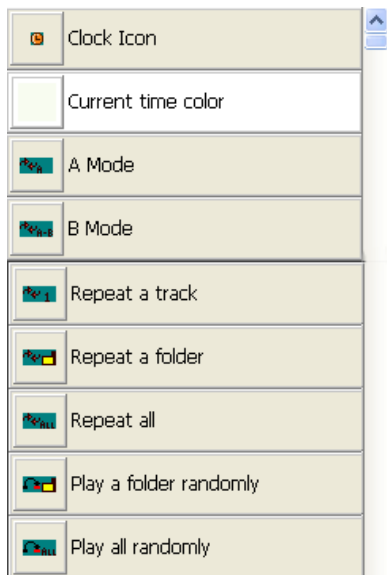 Clock Icon
Current time color
A Mode
B Mode
Repeat a track
Repeat a folder
Repeat all
Play a folder randomly
Play all randomly